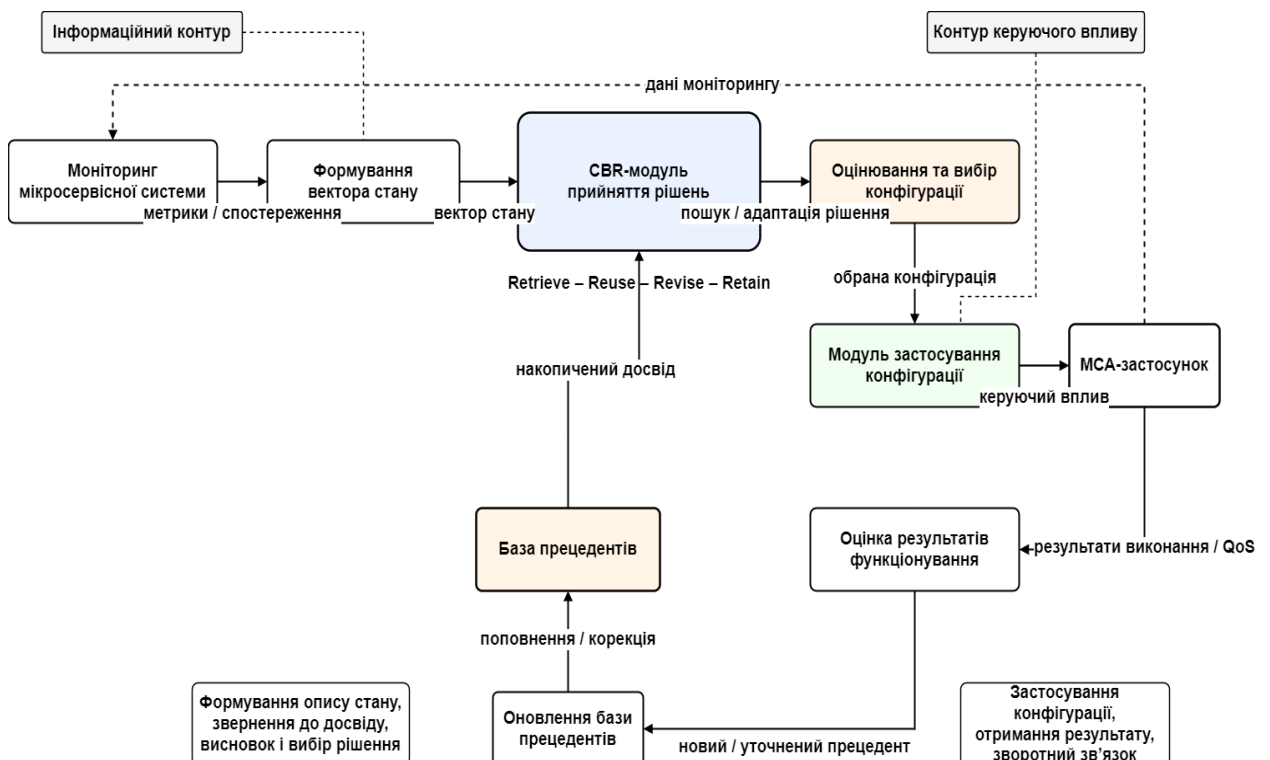 Інформаційний контур
Контур керуючого впливу
дані моніторингу
Моніторинг
мікросервісної системи
Формування
вектора стану
CBR-модуль
прийняття рішень
Оцінювання та вибір
конфігурації
метрики / спостереження
вектор стану
пошук / адаптація рішення
Retrieve – Reuse – Revise – Retain
обрана конфігурація
Модуль застосування
конфігурації
МСА-застосунок
накопичений досвід
керуючий вплив
База прецедентів
Оцінка результатів
функціонування
результати виконання / QoS
поповнення / корекція
Формування опису стану,
звернення до досвіду,
висновок і вибір рішення
Оновлення бази
прецедентів
новий / уточнений прецедент
Застосування
конфігурації,
отримання результату,
зворотний зв’язок